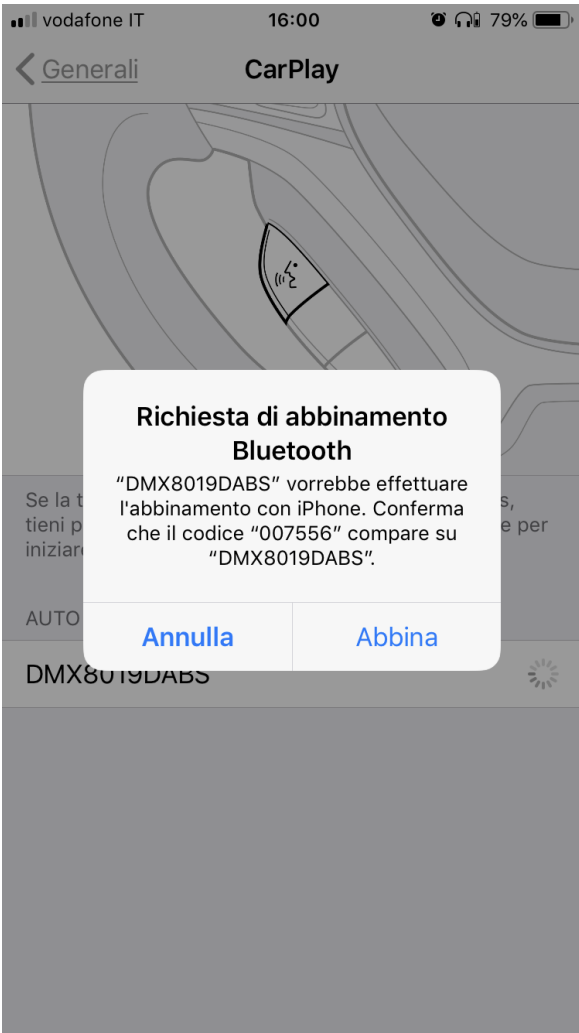 vodafone IT 16:00 79%
Generali CarPlay
Richiesta di abbinamento
Bluetooth
“DMX8019DABS” vorrebbe effettuare
l'abbinamento con iPhone. Conferma
che il codice “007556” compare su
“DMX8019DABS”.
Se la
tieni e per
iniziar
AUTO
Annulla Abbina
DMX8019DABS